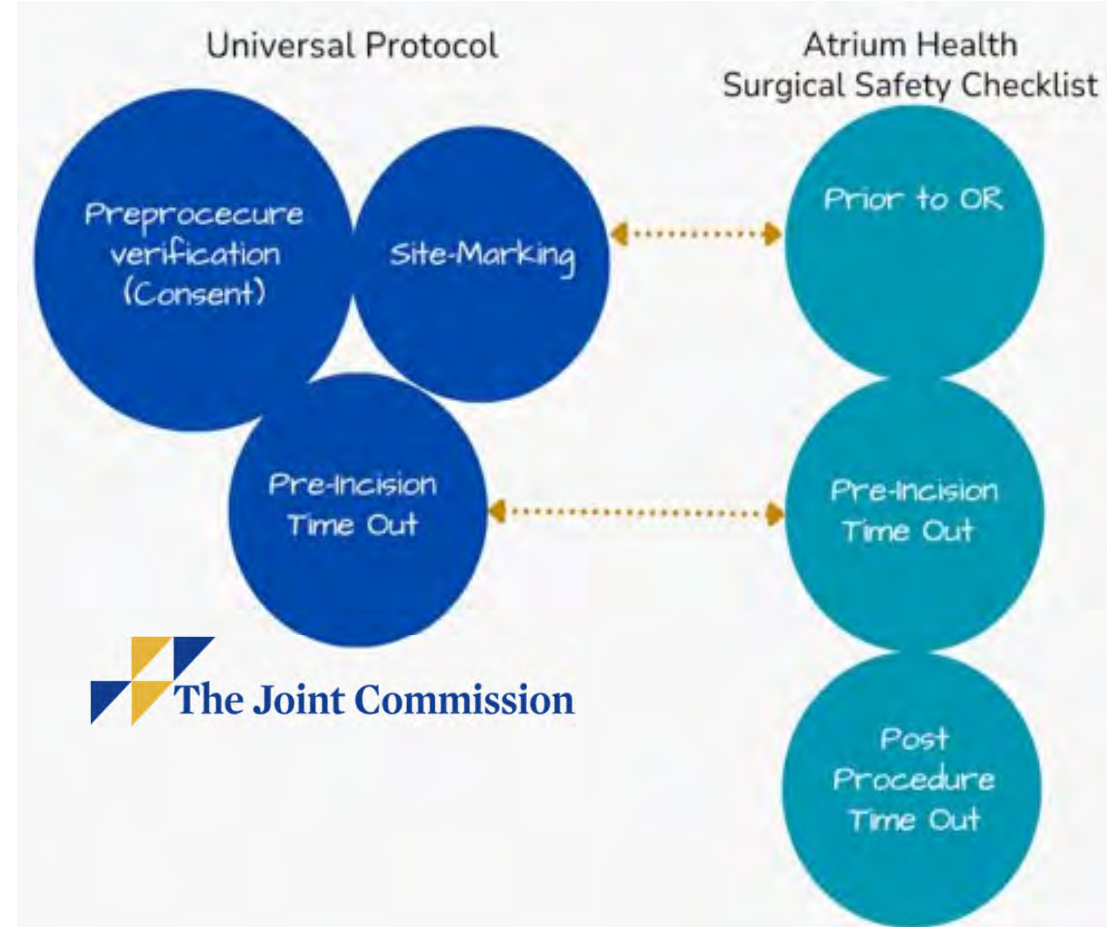 Universal Protocol
Atrium Health
Surgical Safety Checklist
Preprocecure
verification
(Consent)
Site-Marking
Prior to OR
Pre-Incision
Time Out
Pre-Incision
Time Out
The Joint Commission
Post
Procedure
Time Out